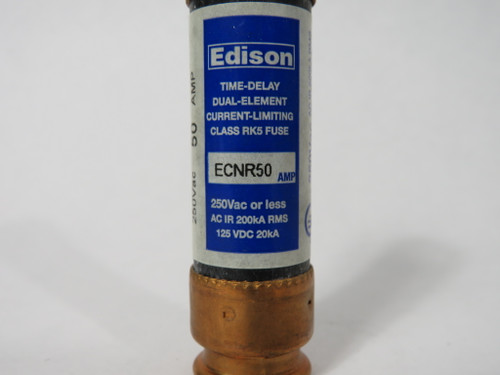 Edison
TIME-DELAY
DUAL-ELEMENT
CURRENT-LIMITING
CLASS RK5 FUSE
ECNR50 AMP
250Vac or less
AC IR 200kA RMS
125 VDC 20kA
250Vac 50 AMP